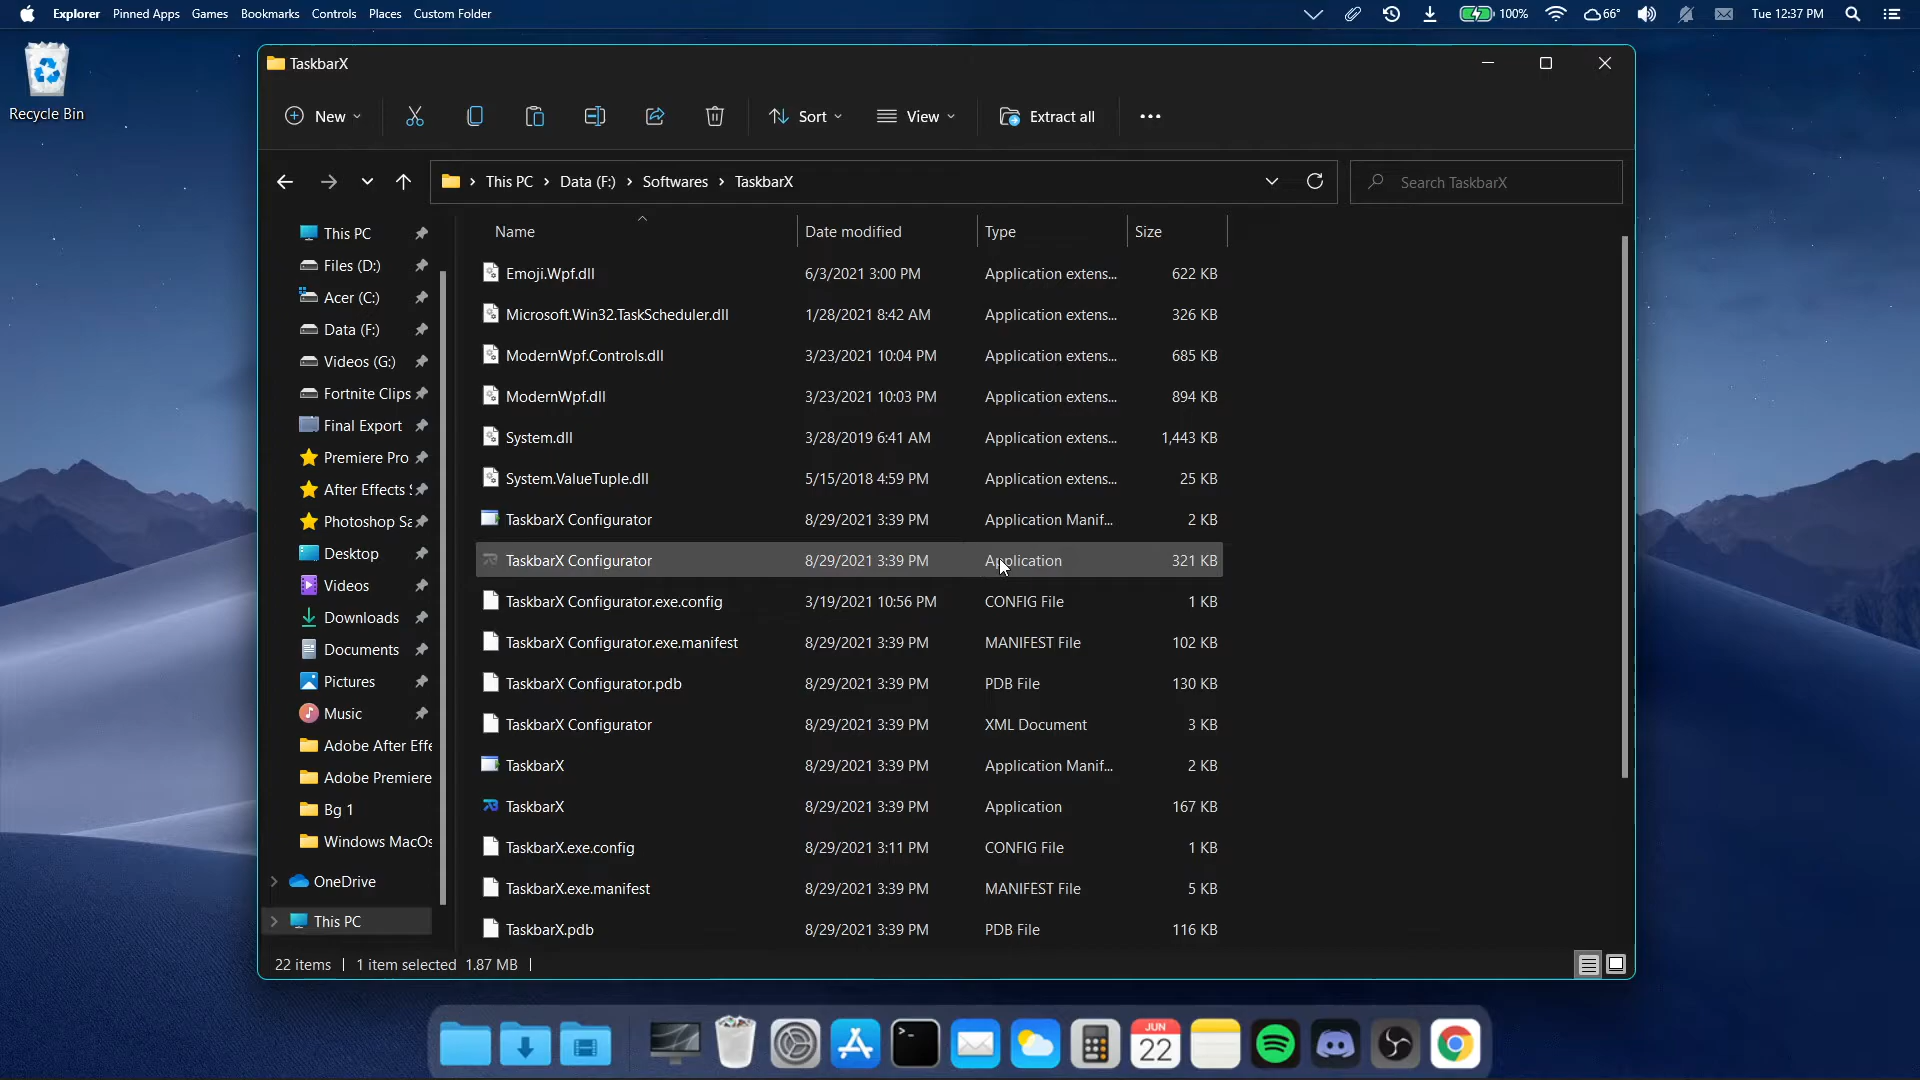 Explorer Pinned Apps Games Bookmarks Controls Places Custom Folder 100% 66° Tue 12:37 PM
Recycle Bin
TaskbarX
New Sort View Extract all
This PC Data (F:) Softwares TaskbarX Search TaskbarX
This PC
Files (D:)
Acer (C:)
Data (F:)
Videos (G:)
Fortnite Clips
Final Export
Premiere Pro
After Effects
Photoshop Sa
Desktop
Videos
Downloads
Documents
Pictures
Music
Adobe After Effe
Adobe Premiere
Bg 1
Windows MacOs
OneDrive
This PC
Name Date modified Type Size
Emoji.Wpf.dll 6/3/2021 3:00 PM Application extens... 622 KB
Microsoft.Win32.TaskScheduler.dll 1/28/2021 8:42 AM Application extens... 326 KB
ModernWpf.Controls.dll 3/23/2021 10:04 PM Application extens... 685 KB
ModernWpf.dll 3/23/2021 10:03 PM Application extens... 894 KB
System.dll 3/28/2019 6:41 AM Application extens... 1,443 KB
System.ValueTuple.dll 5/15/2018 4:59 PM Application extens... 25 KB
TaskbarX Configurator 8/29/2021 3:39 PM Application Manif... 2 KB
TaskbarX Configurator 8/29/2021 3:39 PM Application 321 KB
TaskbarX Configurator.exe.config 3/19/2021 10:56 PM CONFIG File 1 KB
TaskbarX Configurator.exe.manifest 8/29/2021 3:39 PM MANIFEST File 102 KB
TaskbarX Configurator.pdb 8/29/2021 3:39 PM PDB File 130 KB
TaskbarX Configurator 8/29/2021 3:39 PM XML Document 3 KB
TaskbarX 8/29/2021 3:39 PM Application Manif... 2 KB
TaskbarX 8/29/2021 3:39 PM Application 167 KB
TaskbarX.exe.config 8/29/2021 3:11 PM CONFIG File 1 KB
TaskbarX.exe.manifest 8/29/2021 3:39 PM MANIFEST File 5 KB
TaskbarX.pdb 8/29/2021 3:39 PM PDB File 116 KB
22 items 1 item selected 1.87 MB
JUN
22